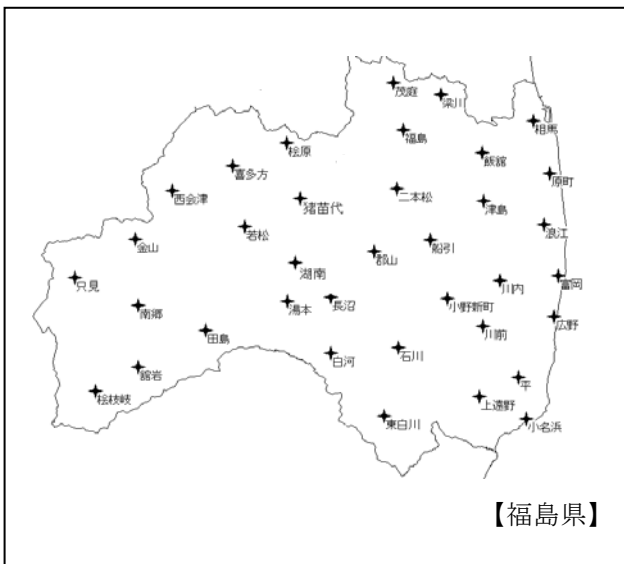 茂庭
梁川
相馬
福島
桧原
飯舘
喜多方
原町
西会津
猪苗代
二本松
津島
浪江
若松
金山
船引
郡山
湖南
只見
川内
富岡
南郷
湯本
長沼
小野新町
広野
田島
川前
白河
石川
舘岩
平
桧枝岐
上遠野
東白川
小名浜
【福島県】